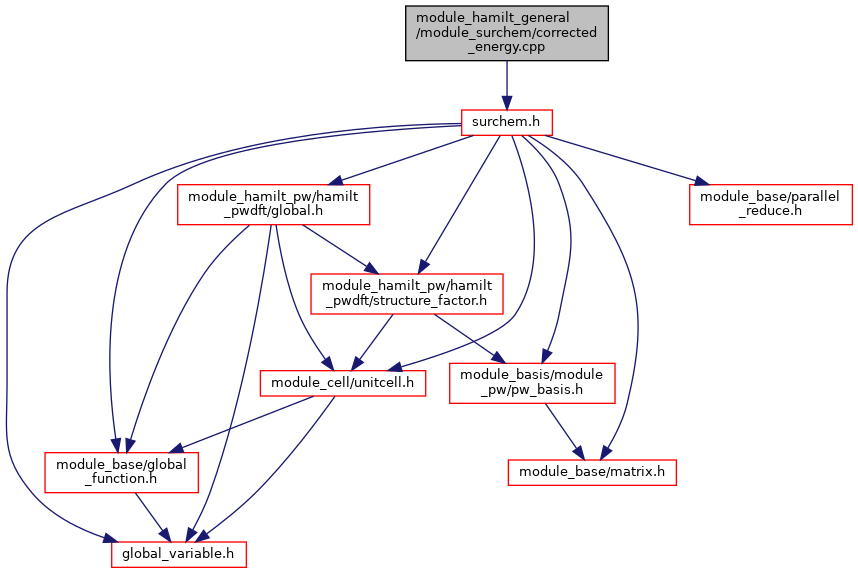 module_hamilt_general
/module_surchem/corrected
_energy.cpp
surchem.h
module_hamilt_pw/hamilt
_pwdft/global.h
module_base/parallel
_reduce.h
module_hamilt_pw/hamilt
_pwdft/structure_factor.h
module_cell/unitcell.h
module_basis/module
_pw/pw_basis.h
module_base/global
_function.h
module_base/matrix.h
global_variable.h